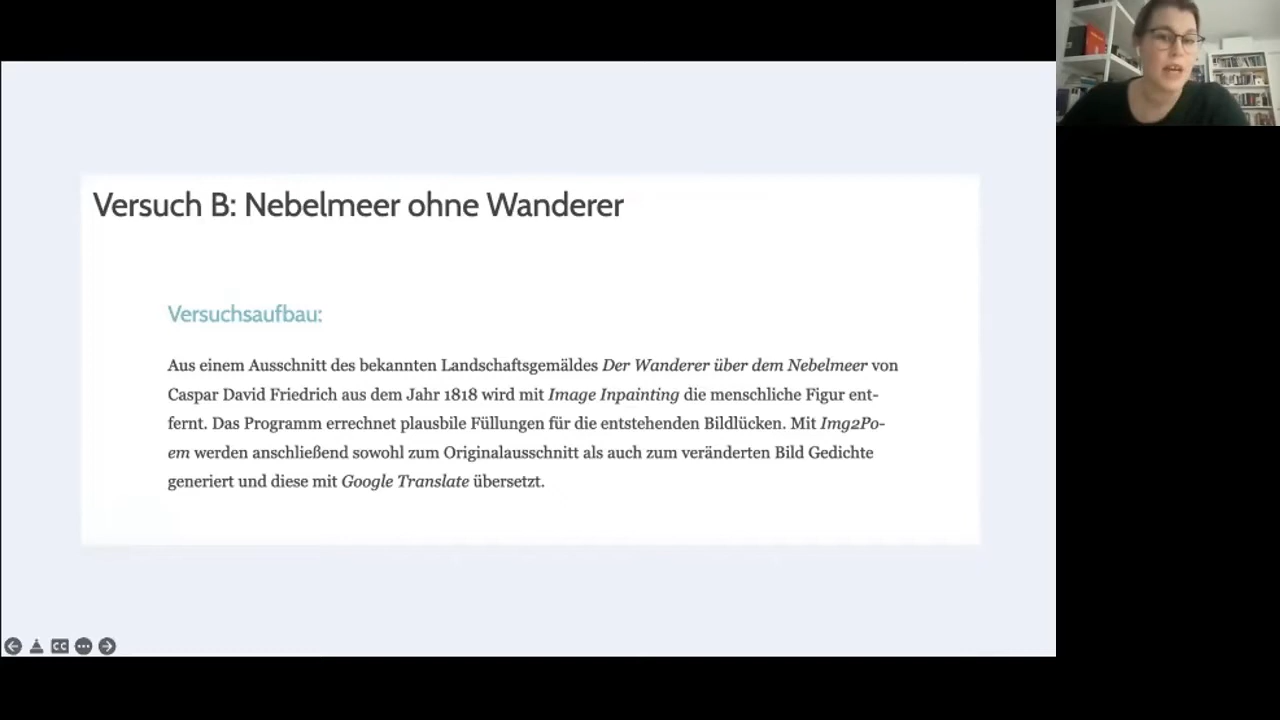 Versuch B: Nebelmeer ohne Wanderer
Versuchsaufbau:
Aus einem Ausschnitt des bekannten Landschaftsgemäldes Der Wanderer über dem Nebelmeer von
Caspar David Friedrich aus dem Jahr 1818 wird mit Image Inpainting die menschliche Figur ent-
fernt. Das Programm errechnet plausbile Füllungen für die entstehenden Bildlücken. Mit Img2Po-
em werden anschließend sowohl zum Originalausschnitt als auch zum veränderten Bild Gedichte
generiert und diese mit Google Translate übersetzt.
CC